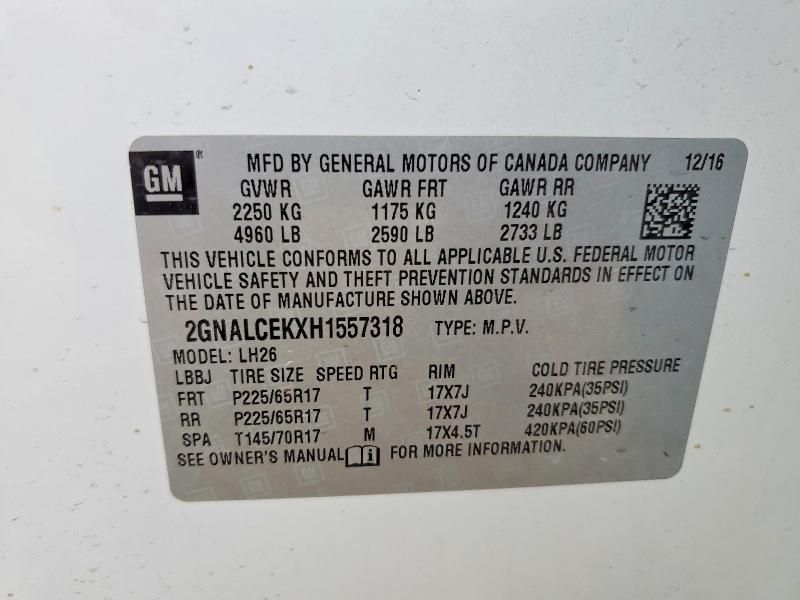 GM ® MFD BY GENERAL MOTORS OF CANADA COMPANY 12/16
GVWR GAWR FRT GAWR RR
2250 KG 1175 KG 1240 KG
4960 LB 2590 LB 2733 LB
THIS VEHICLE CONFORMS TO ALL APPLICABLE U.S. FEDERAL MOTOR
VEHICLE SAFETY AND THEFT PREVENTION STANDARDS IN EFFECT ON
THE DATE OF MANUFACTURE SHOWN ABOVE.
2GNALCEKXH1557318 TYPE: M.P.V.
MODEL: LH26
LBBJ TIRE SIZE SPEED RTG RIM COLD TIRE PRESSURE
FRT P225/65R17 T 17X7J 240KPA(35PSI)
RR P225/65R17 T 17X7J 240KPA(35PSI)
SPA T145/70R17 M 17X4.5T 420KPA(60PSI)
SEE OWNER'S MANUAL i FOR MORE INFORMATION.